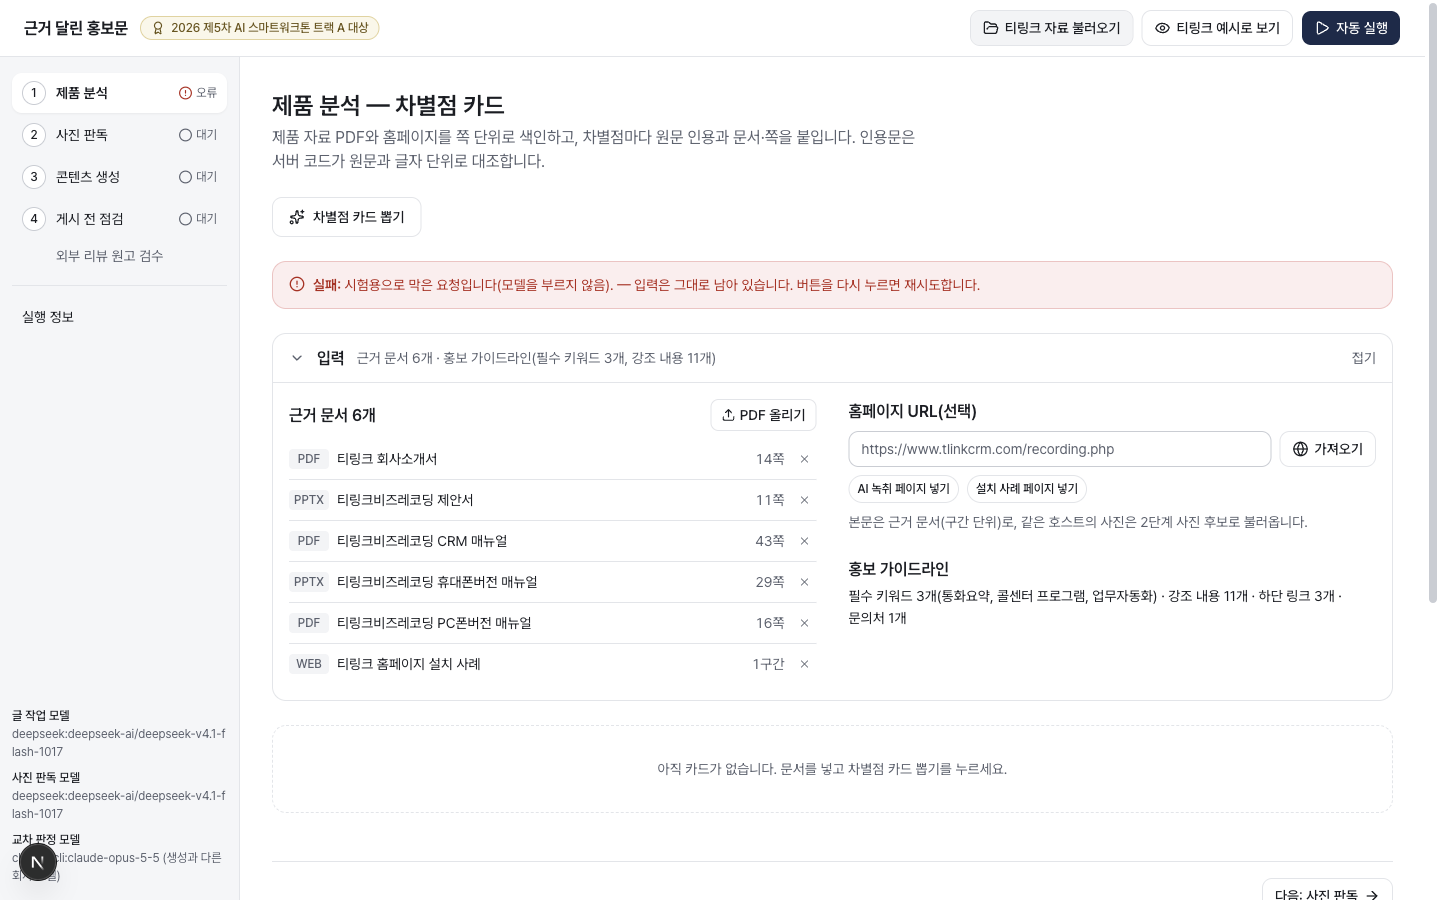 근거 달린 홍보문
2026 제5차 AI 스마트워크톤 트랙 A 대상
티링크 자료 불러오기
티링크 예시로 보기
자동 실행
1 제품 분석 오류
2 사진 판독 대기
3 콘텐츠 생성 대기
4 게시 전 점검 대기
외부 리뷰 원고 검수
실행 정보
제품 분석 — 차별점 카드
제품 자료 PDF와 홈페이지를 쪽 단위로 색인하고, 차별점마다 원문 인용과 문서·쪽을 붙입니다. 인용문은
서버 코드가 원문과 글자 단위로 대조합니다.
차별점 카드 뽑기
실패: 시험용으로 막은 요청입니다(모델을 부르지 않음). — 입력은 그대로 남아 있습니다. 버튼을 다시 누르면 재시도합니다.
입력 근거 문서 6개 · 홍보 가이드라인(필수 키워드 3개, 강조 내용 11개) 접기
근거 문서 6개
PDF 올리기
PDF 티링크 회사소개서 14쪽 ×
PPTX 티링크비즈레코딩 제안서 11쪽 ×
PDF 티링크비즈레코딩 CRM 매뉴얼 43쪽 ×
PPTX 티링크비즈레코딩 휴대폰버전 매뉴얼 29쪽 ×
PDF 티링크비즈레코딩 PC폰버전 매뉴얼 16쪽 ×
WEB 티링크 홈페이지 설치 사례 1구간 ×
홈페이지 URL(선택)
https://www.tlinkcrm.com/recording.php
가져오기
AI 녹취 페이지 넣기
설치 사례 페이지 넣기
본문은 근거 문서(구간 단위)로, 같은 호스트의 사진은 2단계 사진 후보로 불러옵니다.
홍보 가이드라인
필수 키워드 3개(통화요약, 콜센터 프로그램, 업무자동화) · 강조 내용 11개 · 하단 링크 3개 ·
문의처 1개
아직 카드가 없습니다. 문서를 넣고 차별점 카드 뽑기를 누르세요.
다음: 사진 판독
글 작업 모델
deepseek:deepseek-ai/deepseek-v4.1-f
lash-1017
사진 판독 모델
deepseek:deepseek-ai/deepseek-v4.1-f
lash-1017
교차 판정 모델
cli:claude-opus-5-5 (생성과 다른
N